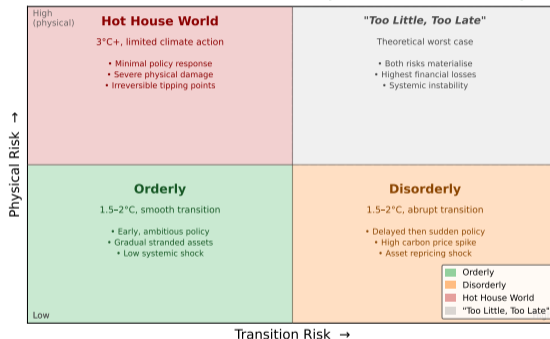 High
(physical)
Hot House World
3°C+, limited climate action
• Minimal policy response
• Severe physical damage
• Irreversible tipping points
"Too Little, Too Late"
Theoretical worst case
• Both risks materialise
• Highest financial losses
• Systemic instability
Physical Risk →
Orderly
1.5–2°C, smooth transition
• Early, ambitious policy
• Gradual stranded assets
• Low systemic shock
Disorderly
1.5–2°C, abrupt transition
• Delayed then sudden policy
• High carbon price spike
• Asset repricing shock
Orderly
Disorderly
Hot House World
"Too Little, Too Late"
Low
Transition Risk →